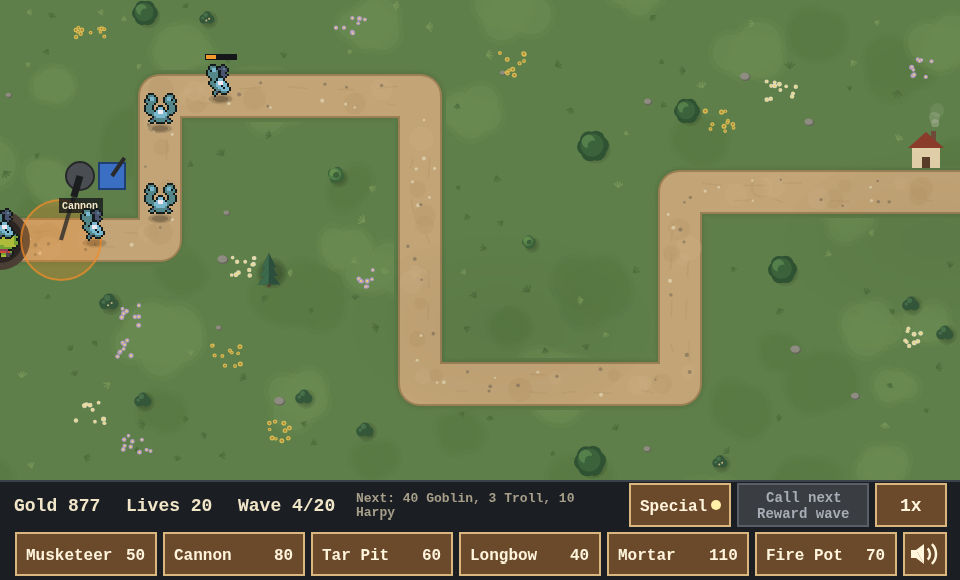 Cannon
Gold 877 Lives 20 Wave 4/20
Next: 40 Goblin, 3 Troll, 10
Harpy
Special
Call next
Reward wave
1x
Musketeer 50
Cannon 80
Tar Pit 60
Longbow 40
Mortar 110
Fire Pot 70